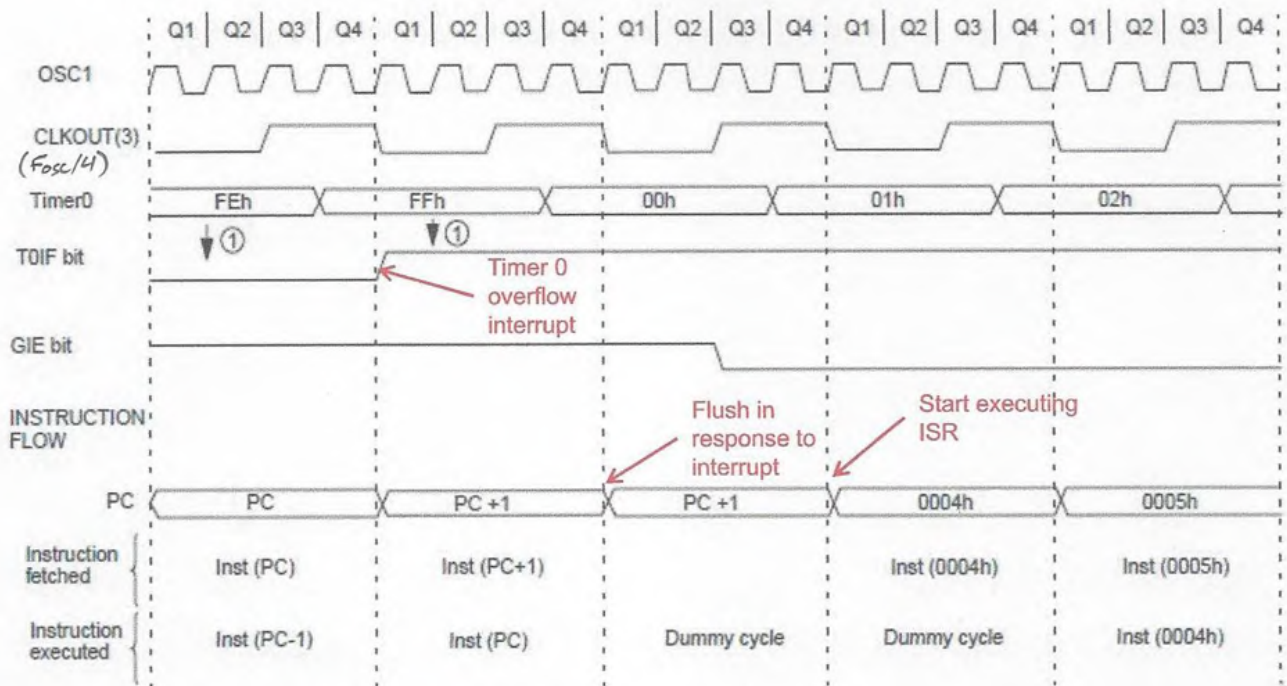 Q1 | Q2 | Q3 | Q4 Q1 | Q2 | Q3 | Q4 Q1 | Q2 | Q3 | Q4 Q1 | Q2 | Q3 | Q4 Q1 | Q2 | Q3 | Q4
OSC1
CLKOUT(3)
(Fosc/4)
Timer0 FEh FFh 00h 01h 02h
① ①
T0IF bit
Timer 0
overflow
interrupt
GIE bit
INSTRUCTION
FLOW
Flush in
response to
interrupt
Start executing
ISR
PC PC PC +1 PC +1 0004h 0005h
Instruction
fetched
Inst (PC) Inst (PC+1) Inst (0004h) Inst (0005h)
Instruction
executed
Inst (PC-1) Inst (PC) Dummy cycle Dummy cycle Inst (0004h)